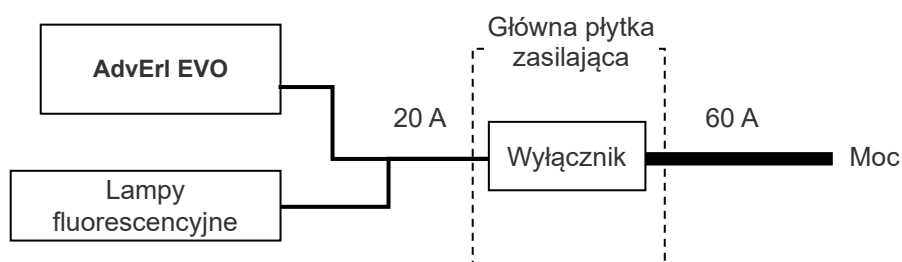 Główna płytka
zasilająca
AdvErl EVO
20 A
60 A
Wyłącznik
Moc
Lampy
fluorescencyjne